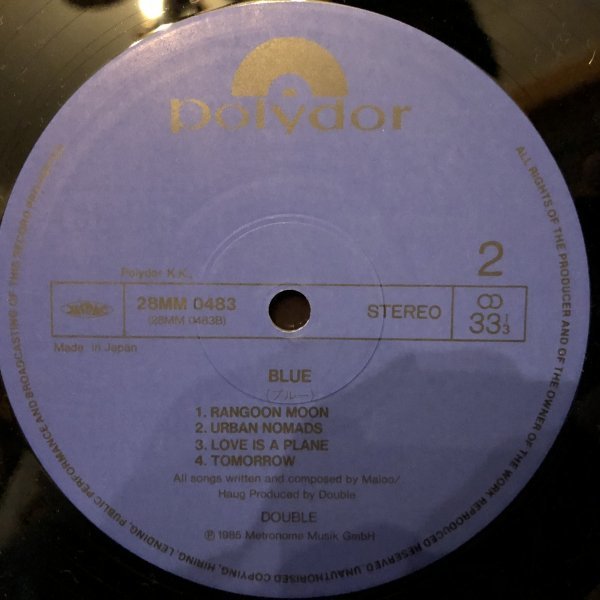 polydor
ALL RIGHTS OF THE PRODUCER AND OF THE OWNER OF THE WORK REPRODUCED RESERVED. UNAUTHORISED COPYING, HIRING, LENDING, PUBLIC PERFORMANCE AND BROADCASTING OF THIS RECORD PROHIBITED.
2
Polydor K.K.,
28MM 0483
(28MM 0483B)
STEREO
33 1/3
Made in Japan
BLUE
(ブルー)
1. RANGOON MOON
2. URBAN NOMADS
3. LOVE IS A PLANE
4. TOMORROW
All songs written and composed by Maloo/
Haug Produced by Double
DOUBLE
℗ 1985 Metronome Musik GmbH